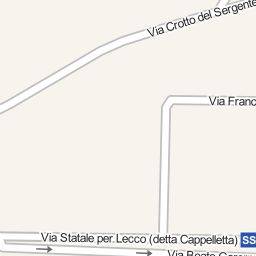 Via Crotto del Sergente
Via Franc
Via Statale per Lecco (detta Cappelletta)
SS
Via Beato